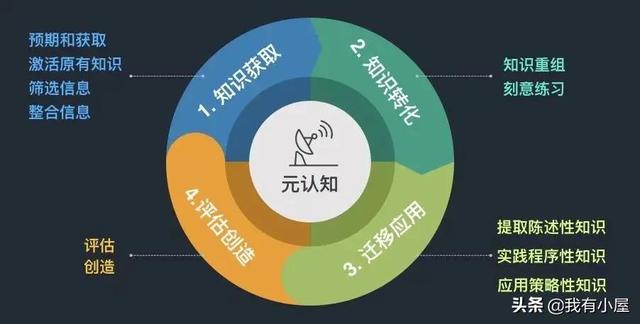 预期和获取
激活原有知识
筛选信息
整合信息
1. 知识获取
2. 知识转化
知识重组
刻意练习
元认知
4.评估创造
3. 迁移应用
评估
创造
提取陈述性知识
实践程序性知识
应用策略性知识
头条 @我有小屋